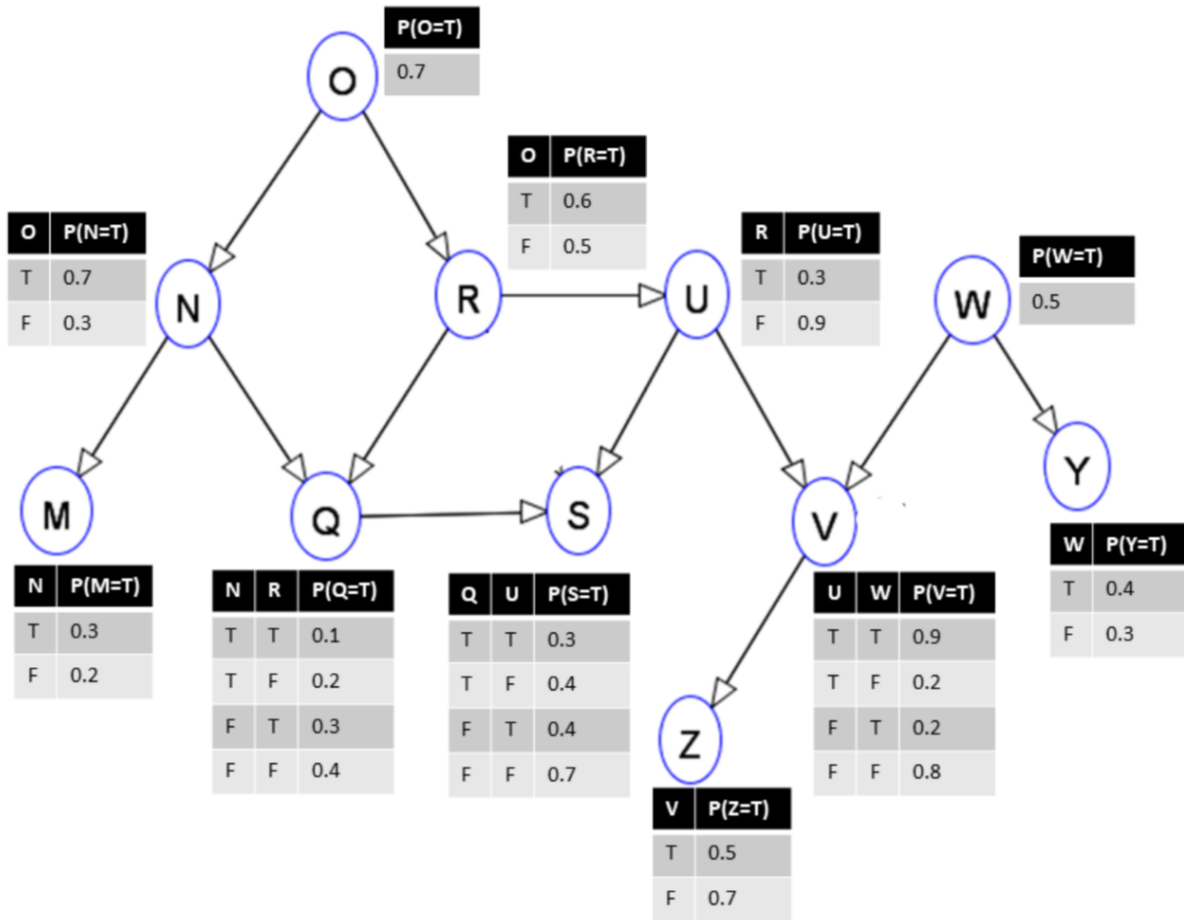 P(O=T)
0.7
O
O P(R=T)
T 0.6
F 0.5
O P(N=T)
T 0.7
F 0.3
R P(U=T)
T 0.3
F 0.9
P(W=T)
0.5
N
R
U
W
M
Q
S
V
Y
N P(M=T)
T 0.3
F 0.2
N R P(Q=T)
T T 0.1
T F 0.2
F T 0.3
F F 0.4
Q U P(S=T)
T T 0.3
T F 0.4
F T 0.4
F F 0.7
U W P(V=T)
T T 0.9
T F 0.2
F T 0.2
F F 0.8
W P(Y=T)
T 0.4
F 0.3
Z
V P(Z=T)
T 0.5
F 0.7